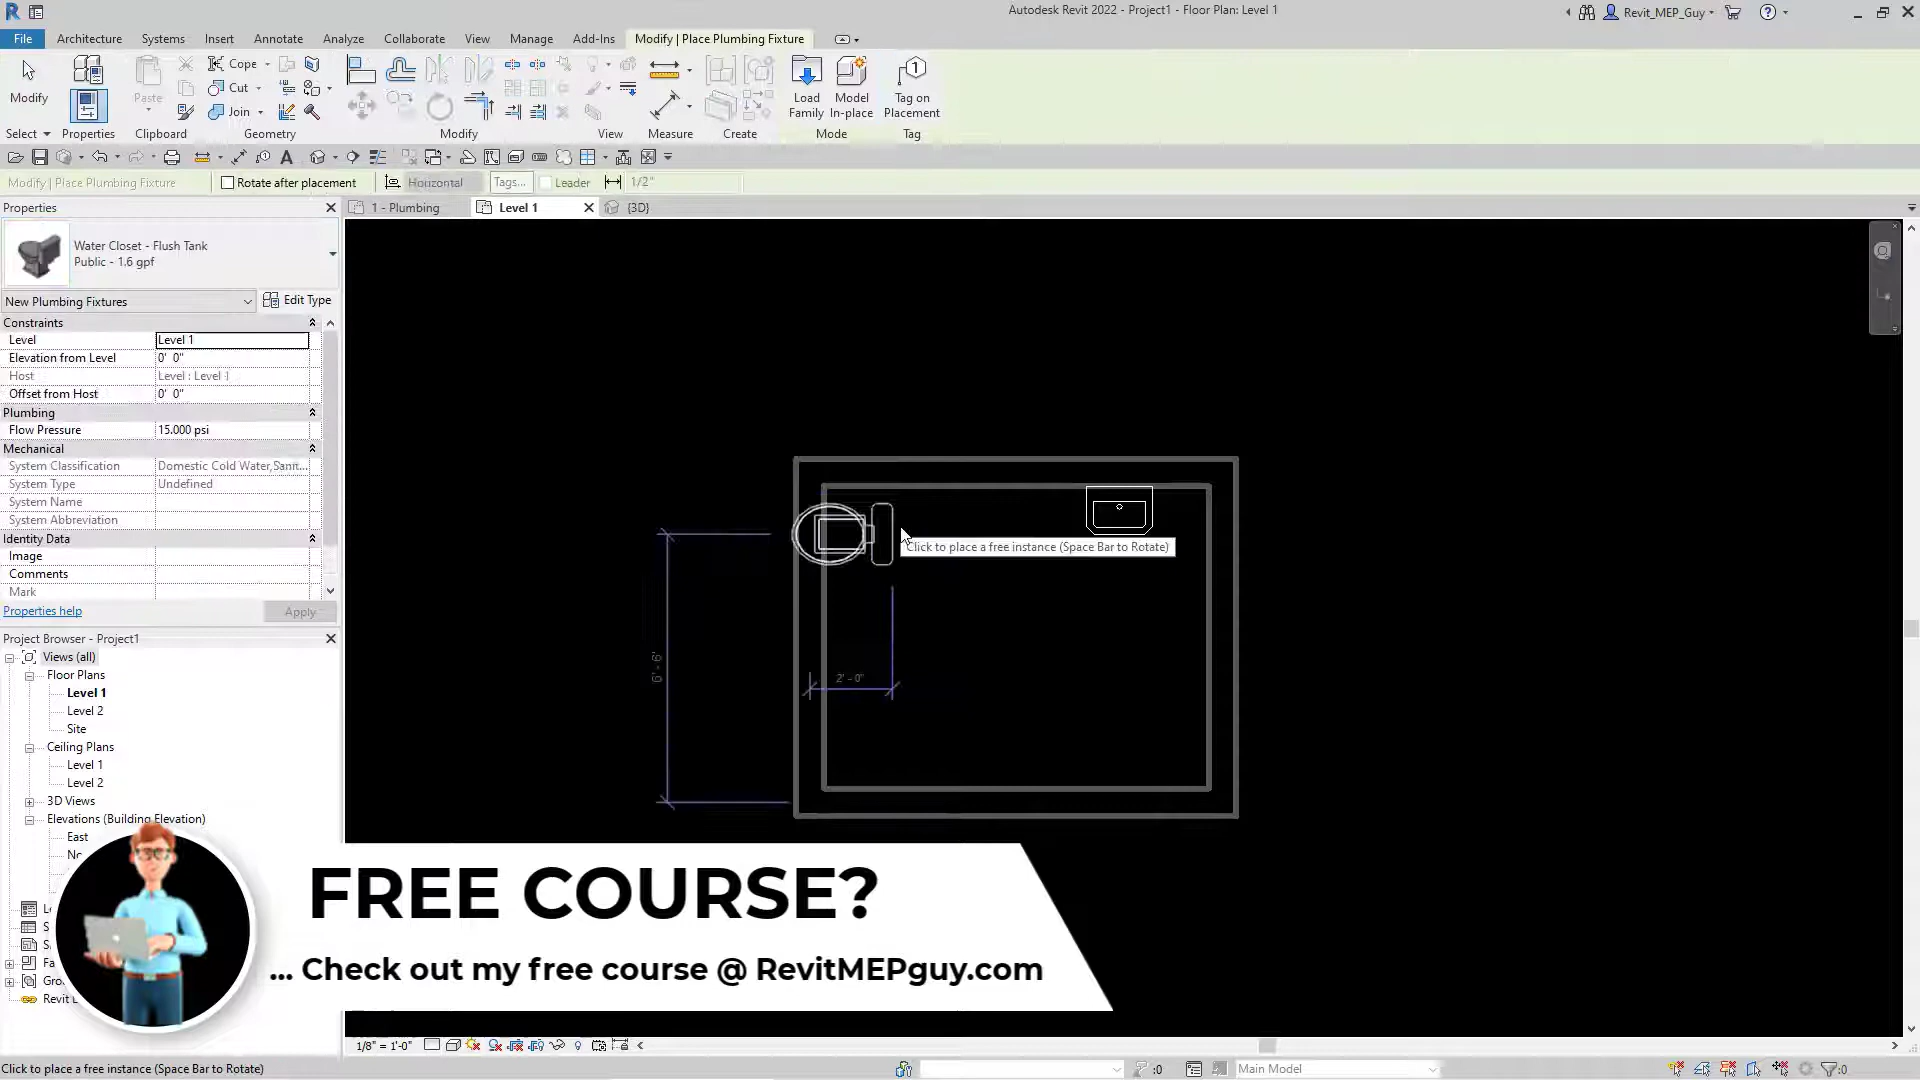 Autodesk Revit 2022 - Project1 - Floor Plan: Level 1
Revit_MEP_Guy
File Architecture Systems Insert Annotate Analyze Collaborate View Manage Add-Ins Modify | Place Plumbing Fixture
Cope
Cut
Join
Modify
Paste
Load Family
Model In-place
Tag on Placement
Select Properties Clipboard Geometry Modify View Measure Create Mode Tag
Modify | Place Plumbing Fixture Rotate after placement Horizontal Tags... Leader 1/2"
Properties
1 - Plumbing Level 1 {3D}
Water Closet - Flush Tank
Public - 1.6 gpf
New Plumbing Fixtures Edit Type
Constraints
Level Level 1
Elevation from Level 0' 0"
Host Level : Level 1
Offset from Host 0' 0"
Plumbing
Flow Pressure 15.000 psi
Mechanical
System Classification Domestic Cold Water,Sanit...
System Type Undefined
System Name
System Abbreviation
Identity Data
Image
Comments
Mark
Properties help Apply
Click to place a free instance (Space Bar to Rotate)
6' - 6"
2' - 0"
Project Browser - Project1
Views (all)
Floor Plans
Level 1
Level 2
Site
Ceiling Plans
Level 1
Level 2
3D Views
Elevations (Building Elevation)
East
No
Le
S
S
Fa
Gro
Revit L
FREE COURSE?
... Check out my free course @ RevitMEPguy.com
1/8" = 1'-0"
Click to place a free instance (Space Bar to Rotate) :0 Main Model :0